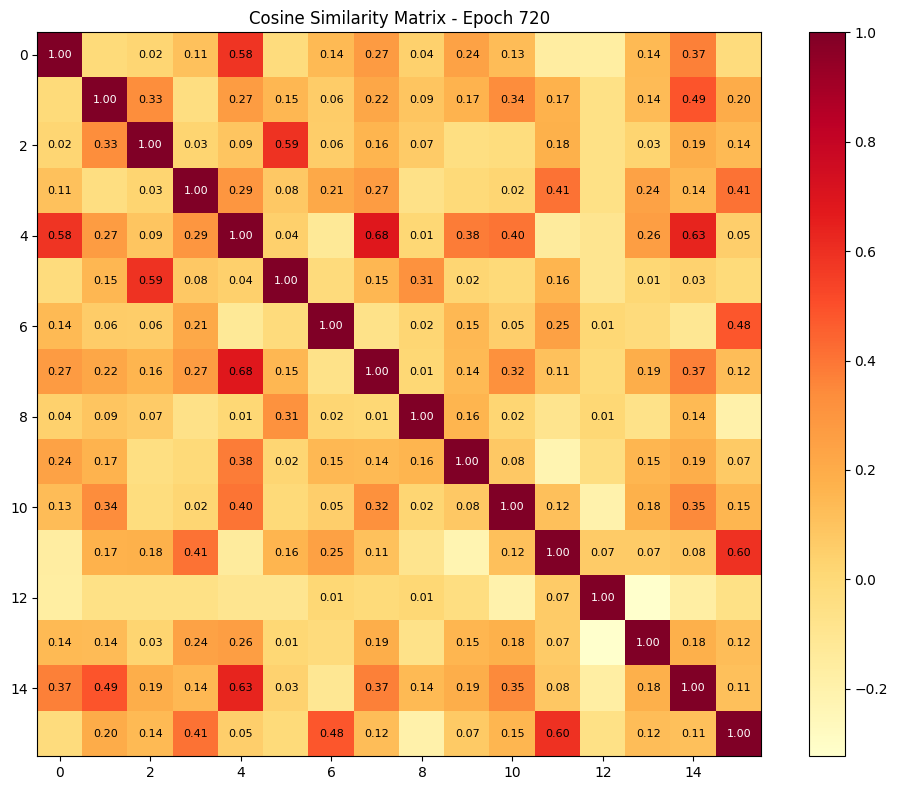 Cosine Similarity Matrix - Epoch 720
0 1.00 0.02 0.11 0.58 0.14 0.27 0.04 0.24 0.13 0.14 0.37
1.00 0.33 0.27 0.15 0.06 0.22 0.09 0.17 0.34 0.17 0.14 0.49 0.20
2 0.02 0.33 1.00 0.03 0.09 0.59 0.06 0.16 0.07 0.18 0.03 0.19 0.14
0.11 0.03 1.00 0.29 0.08 0.21 0.27 0.02 0.41 0.24 0.14 0.41
4 0.58 0.27 0.09 0.29 1.00 0.04 0.68 0.01 0.38 0.40 0.26 0.63 0.05
0.15 0.59 0.08 0.04 1.00 0.15 0.31 0.02 0.16 0.01 0.03
6 0.14 0.06 0.06 0.21 1.00 0.02 0.15 0.05 0.25 0.01 0.48
0.27 0.22 0.16 0.27 0.68 0.15 1.00 0.01 0.14 0.32 0.11 0.19 0.37 0.12
8 0.04 0.09 0.07 0.01 0.31 0.02 0.01 1.00 0.16 0.02 0.01 0.14
0.24 0.17 0.38 0.02 0.15 0.14 0.16 1.00 0.08 0.15 0.19 0.07
10 0.13 0.34 0.02 0.40 0.05 0.32 0.02 0.08 1.00 0.12 0.18 0.35 0.15
0.17 0.18 0.41 0.16 0.25 0.11 0.12 1.00 0.07 0.07 0.08 0.60
12 0.01 0.01 0.07 1.00
0.14 0.14 0.03 0.24 0.26 0.01 0.19 0.15 0.18 0.07 1.00 0.18 0.12
14 0.37 0.49 0.19 0.14 0.63 0.03 0.37 0.14 0.19 0.35 0.08 0.18 1.00 0.11
0.20 0.14 0.41 0.05 0.48 0.12 0.07 0.15 0.60 0.12 0.11 1.00
0 2 4 6 8 10 12 14
1.0
0.8
0.6
0.4
0.2
0.0
−0.2